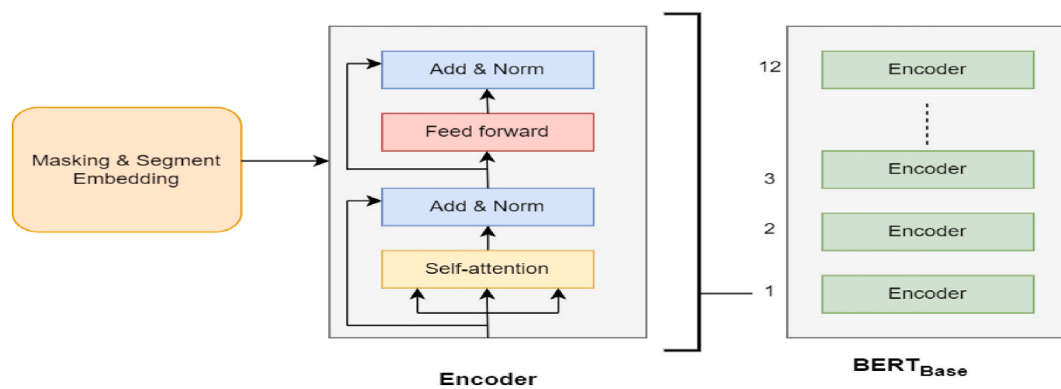 Masking & Segment
Embedding
Add & Norm
Feed forward
Add & Norm
Self-attention
Encoder
12
Encoder
3
Encoder
2
Encoder
1
Encoder
BERTBase